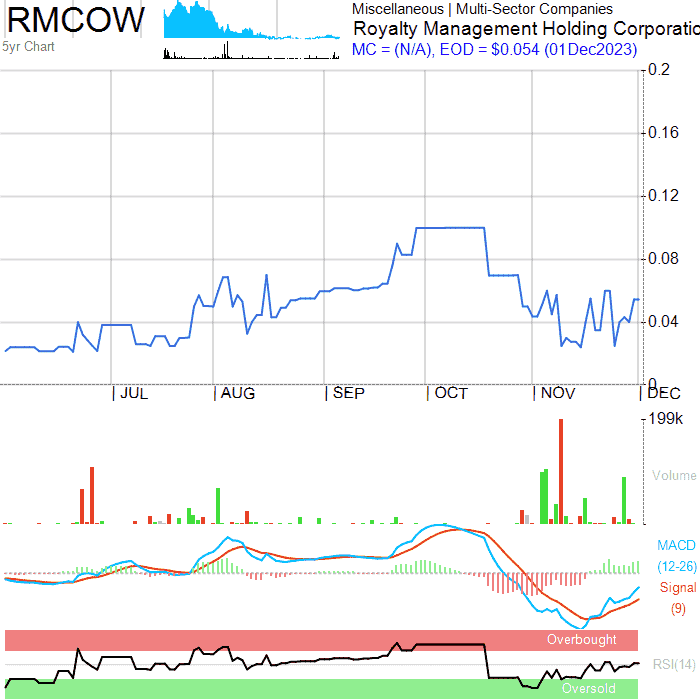 RMCOW
5yr Chart
Miscellaneous | Multi-Sector Companies
Royalty Management Holding Corporatio
MC = (N/A), EOD = $0.054 (01Dec2023)
0.2
0.16
0.12
0.08
0.04
0
| JUL | AUG | SEP | OCT | NOV | DEC
199k
Volume
MACD
(12-26)
Signal
(9)
Overbought
RSI(14)
Oversold